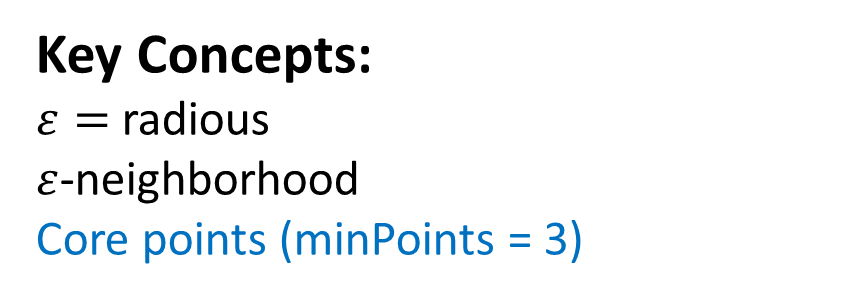 Key Concepts:
ε = radious
ε-neighborhood
Core points (minPoints = 3)